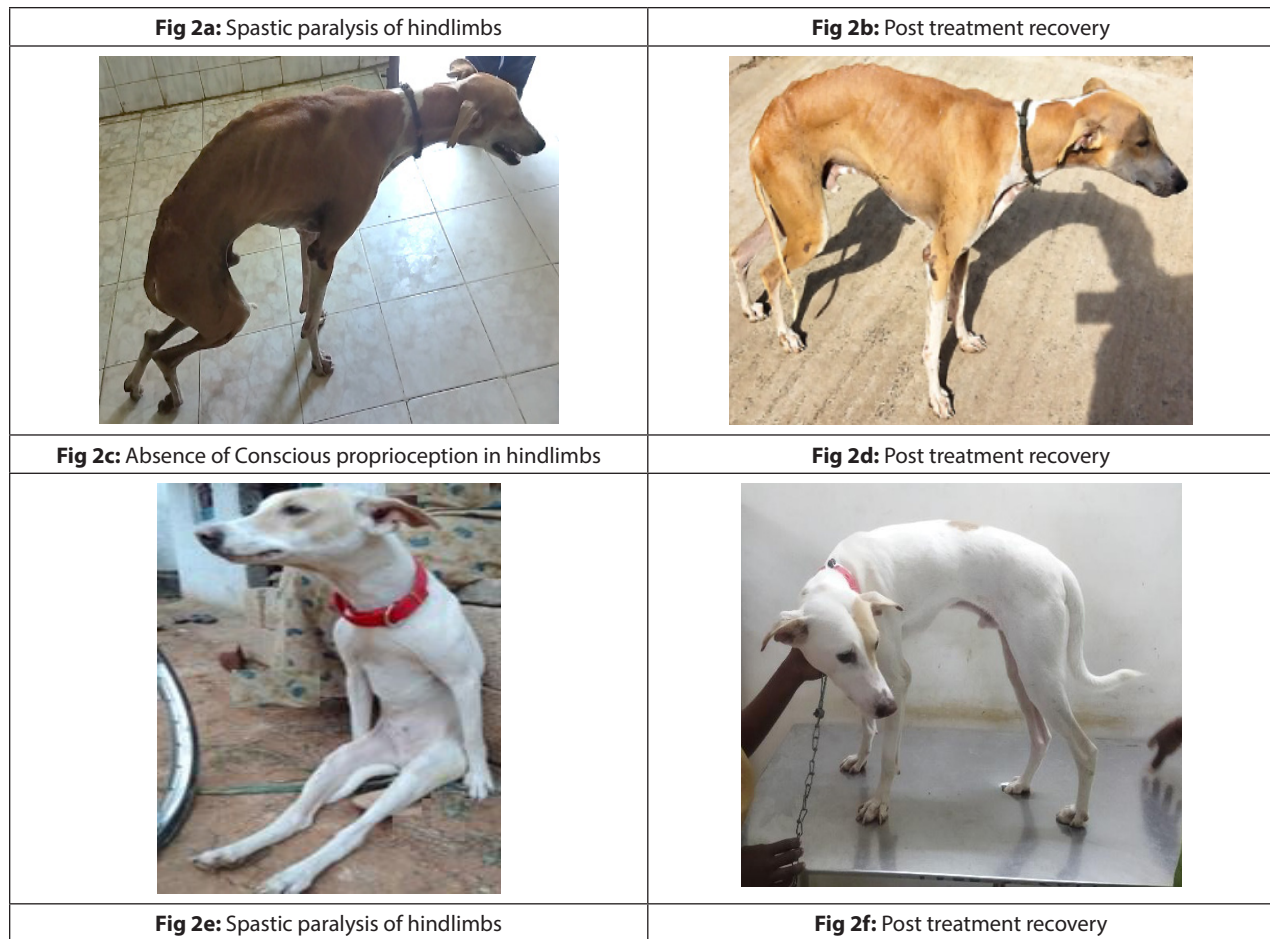 Fig 2a: Spastic paralysis of hindlimbs
Fig 2b: Post treatment recovery
Fig 2c: Absence of Conscious proprioception in hindlimbs
Fig 2d: Post treatment recovery
Fig 2e: Spastic paralysis of hindlimbs
Fig 2f: Post treatment recovery